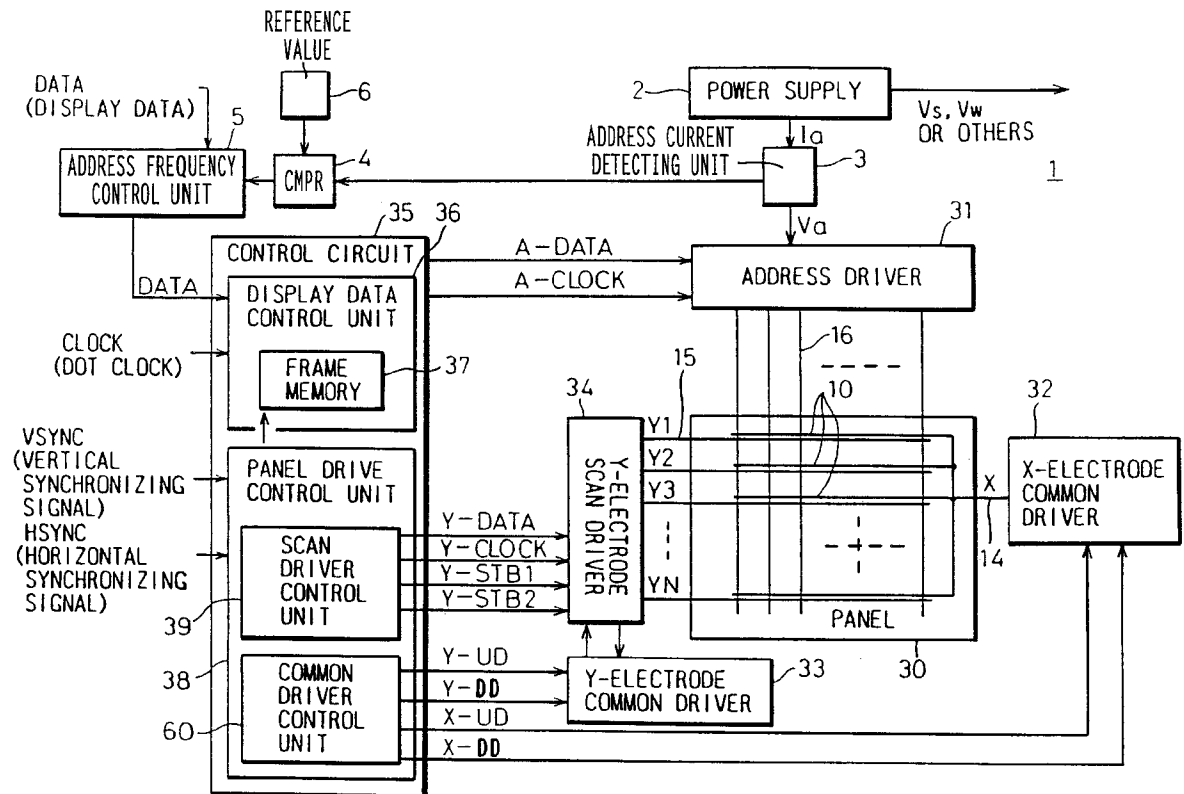 REFERENCE
VALUE
6
DATA
(DISPLAY DATA)
5
ADDRESS FREQUENCY
CONTROL UNIT
4
CMPR
2
POWER SUPPLY
Vs, Vw
OR OTHERS
Ia
ADDRESS CURRENT
DETECTING UNIT
3
1
Va
35
36
31
CONTROL CIRCUIT
A-DATA
A-CLOCK
ADDRESS DRIVER
DATA
DISPLAY DATA
CONTROL UNIT
CLOCK
(DOT CLOCK)
FRAME
MEMORY
37
16
15
10
34
32
VSYNC
(VERTICAL
SYNCHRONIZING
SIGNAL)
HSYNC
(HORIZONTAL
SYNCHRONIZING
SIGNAL)
PANEL DRIVE
CONTROL UNIT
Y-ELECTRODE
SCAN DRIVER
Y1
Y2
Y3
YN
X
14
X-ELECTRODE
COMMON
DRIVER
SCAN
DRIVER
CONTROL
UNIT
39
Y-DATA
Y-CLOCK
Y-STB1
Y-STB2
PANEL
30
38
COMMON
DRIVER
CONTROL
UNIT
60
Y-UD
Y-DD
X-UD
X-DD
Y-ELECTRODE
COMMON DRIVER
33